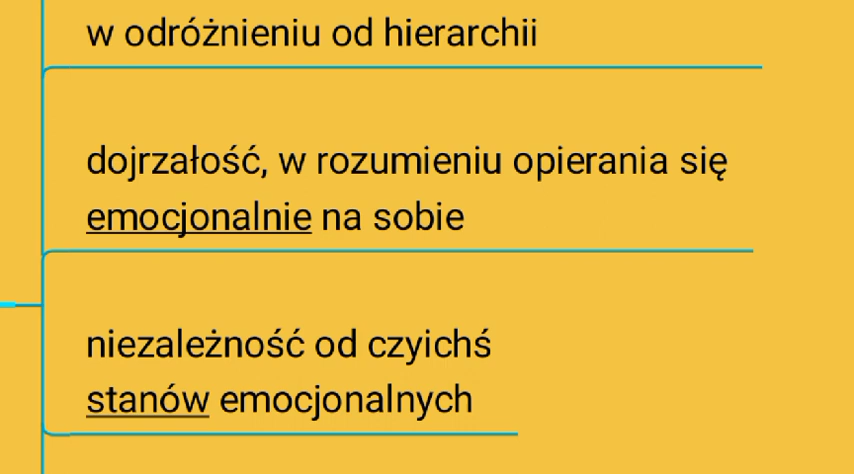 w odróżnieniu od hierarchii
dojrzałość, w rozumieniu opierania się
emocjonalnie na sobie
niezależność od czyichś
stanów emocjonalnych